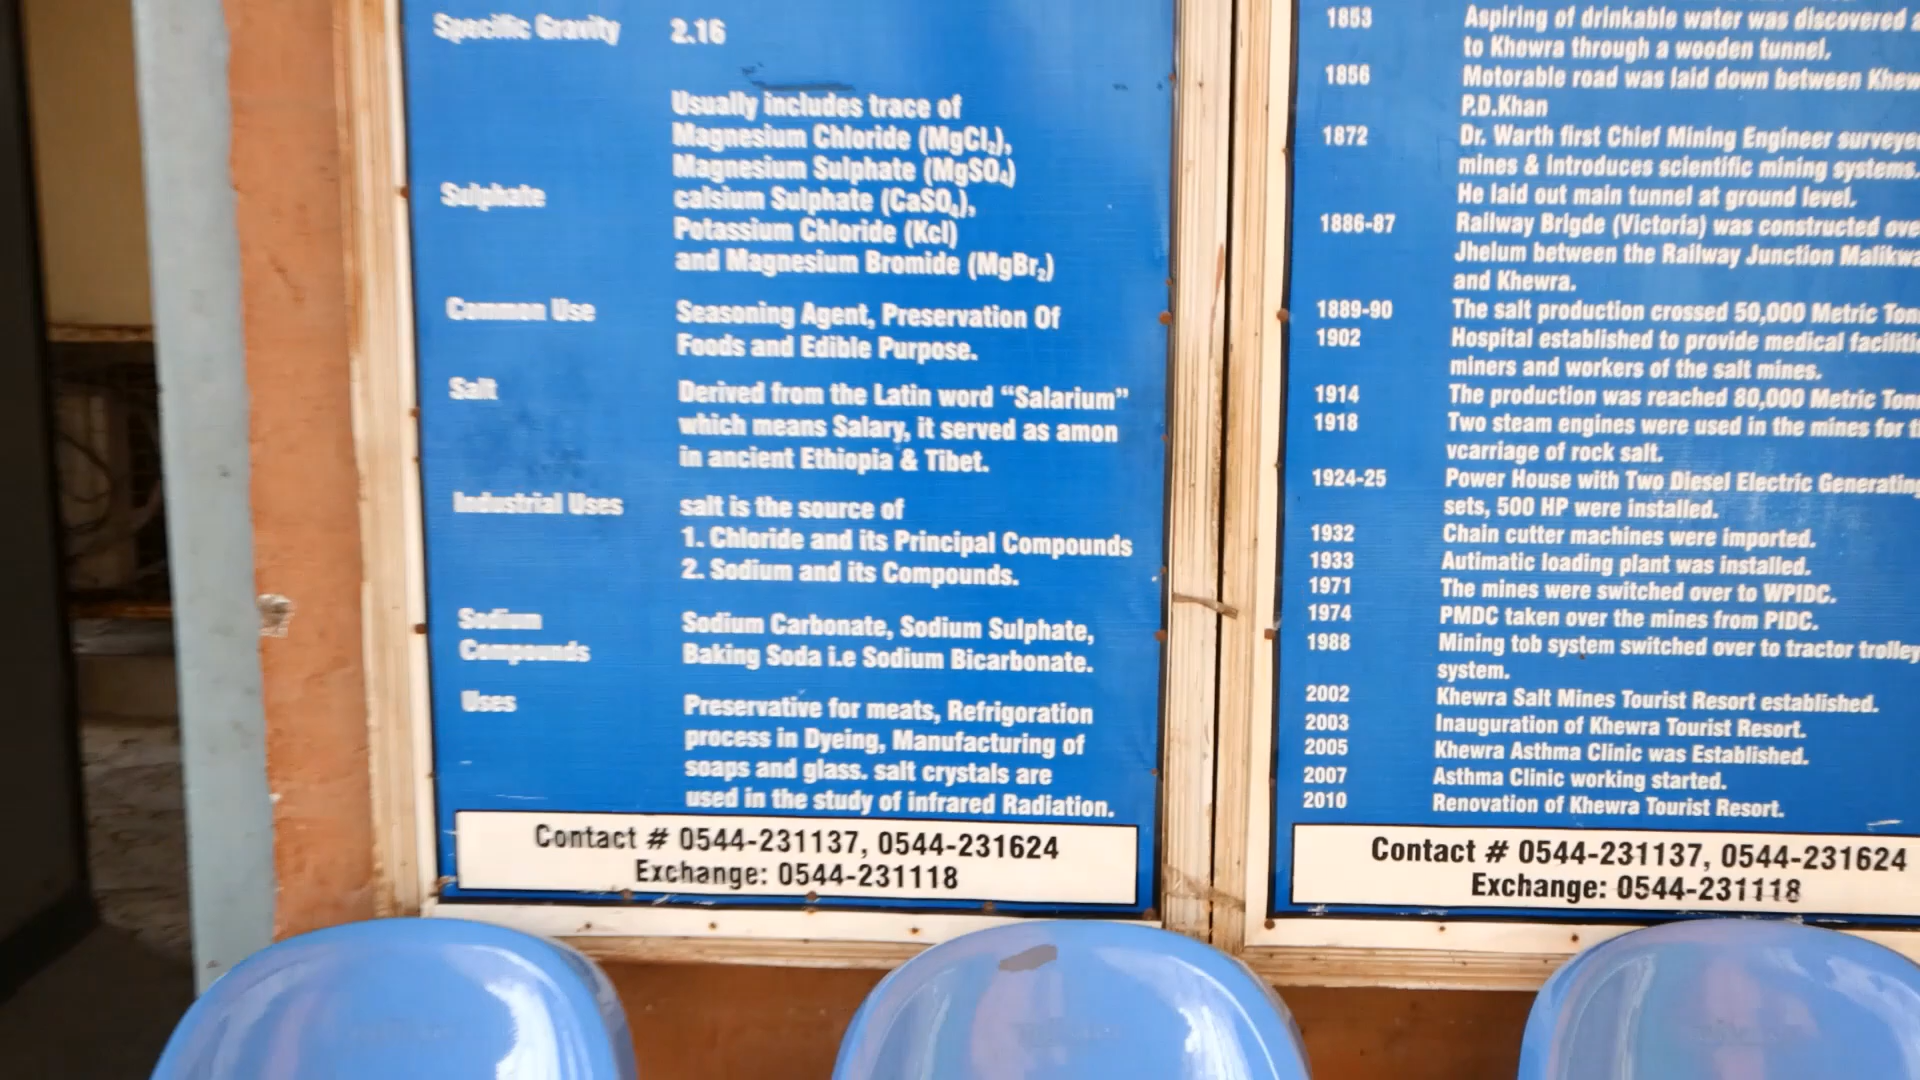 Specific Gravity 2.16
Usually includes trace of
Magnesium Chloride (MgCl₂),
Magnesium Sulphate (MgSO₄)
Sulphate calsium Sulphate (CaSO₄),
Potassium Chloride (Kcl)
and Magnesium Bromide (MgBr₂)
Common Use Seasoning Agent, Preservation Of
Foods and Edible Purpose.
Salt Derived from the Latin word “Salarium”
which means Salary, it served as amon
in ancient Ethiopia & Tibet.
Industrial Uses salt is the source of
1. Chloride and its Principal Compounds
2. Sodium and its Compounds.
Sodium Sodium Carbonate, Sodium Sulphate,
Compounds Baking Soda i.e Sodium Bicarbonate.
Uses Preservative for meats, Refrigoration
process in Dyeing, Manufacturing of
soaps and glass. salt crystals are
used in the study of infrared Radiation.
Contact # 0544-231137, 0544-231624
Exchange: 0544-231118
1853 Aspiring of drinkable water was discovered
to Khowra through a wooden tunnel.
1856 Motorable road was laid down between Khew
P.D.Khan
1872 Dr. Warth first Chief Mining Engineer surveye
mines & introduces scientific mining systems.
He laid out main tunnel at ground level.
1886-87 Railway Brigde (Victoria) was constructed ove
Jhelum between the Railway Junction Malikwa
and Khewra.
1889-90 The salt production crossed 50,000 Metric Ton
1902 Hospital established to provide medical faciliti
miners and workers of the salt mines.
1914 The production was reached 80,000 Metric Ton
1918 Two steam engines were used in the mines for t
vcarriage of rock salt.
1924-25 Power House with Two Diesel Electric Generating
sets, 500 HP were installed.
1932 Chain cutter machines were imported.
1933 Autimatic loading plant was installed.
1971 The mines were switched over to WPIDC.
1974 PMDC taken over the mines from PIDC.
1988 Mining tob system switched over to tractor trolley
system.
2002 Khewra Salt Mines Tourist Resort established.
2003 Inauguration of Khewra Tourist Resort.
2005 Khewra Asthma Clinic was Established.
2007 Asthma Clinic working started.
2010 Renovation of Khewra Tourist Resort.
Contact # 0544-231137, 0544-231624
Exchange: 0544-231118